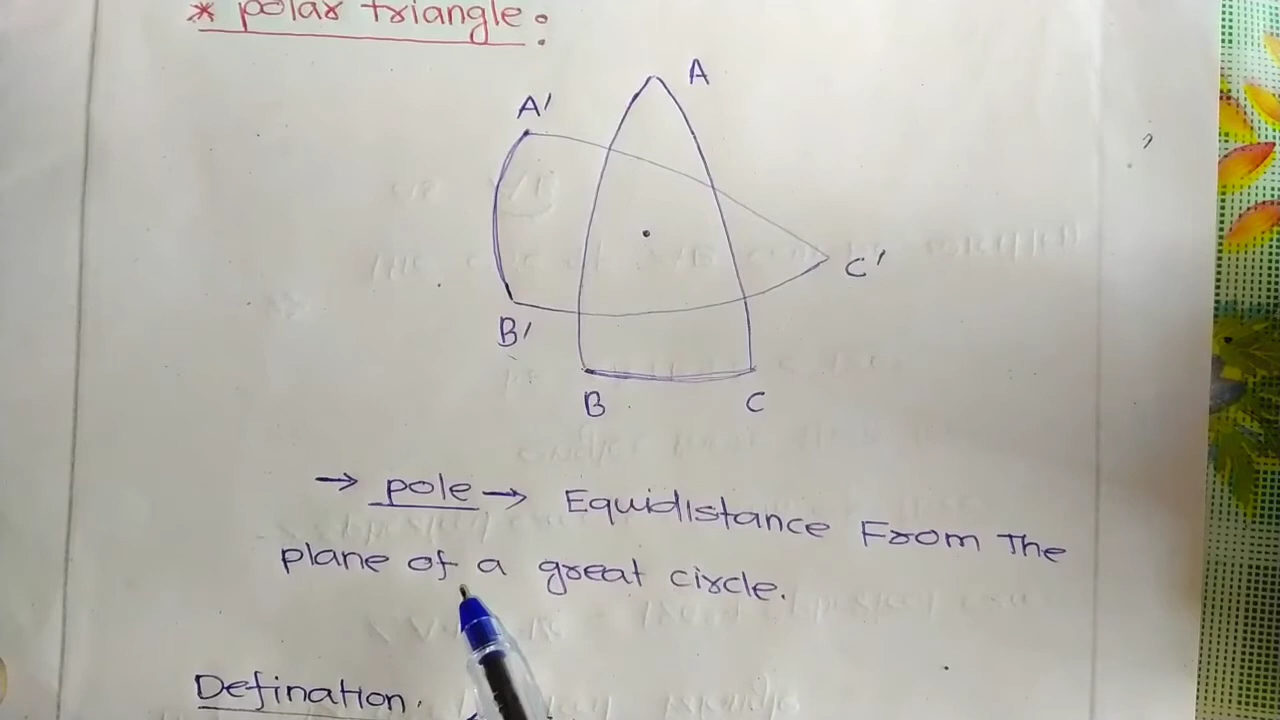 * polar triangle:
A
A'
C'
B'
B
C
→ pole → Equidistance From The
plane of a great circle.
Defination.